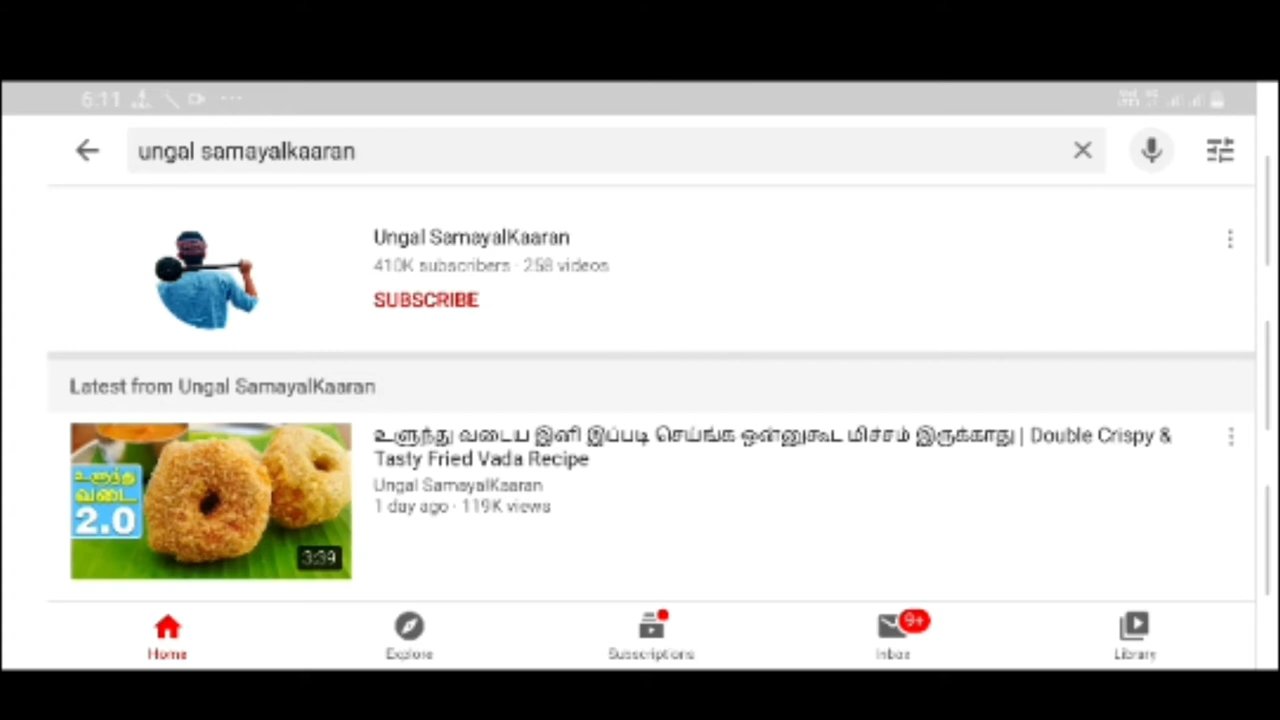 6:11
ungal samayalkaaran
Ungal SamayalKaaran
410K subscribers · 258 videos
SUBSCRIBE
Latest from Ungal SamayalKaaran
உளுந்து வடைய இனி இப்படி செய்ங்க ஒன்னுகூட மிச்சம் இருக்காது | Double Crispy &
Tasty Fried Vada Recipe
Ungal SamayalKaaran
1 day ago · 119K views
உளுந்து
வடை
2.0
3:39
9+
Home
Explore
Subscriptions
Inbox
Library